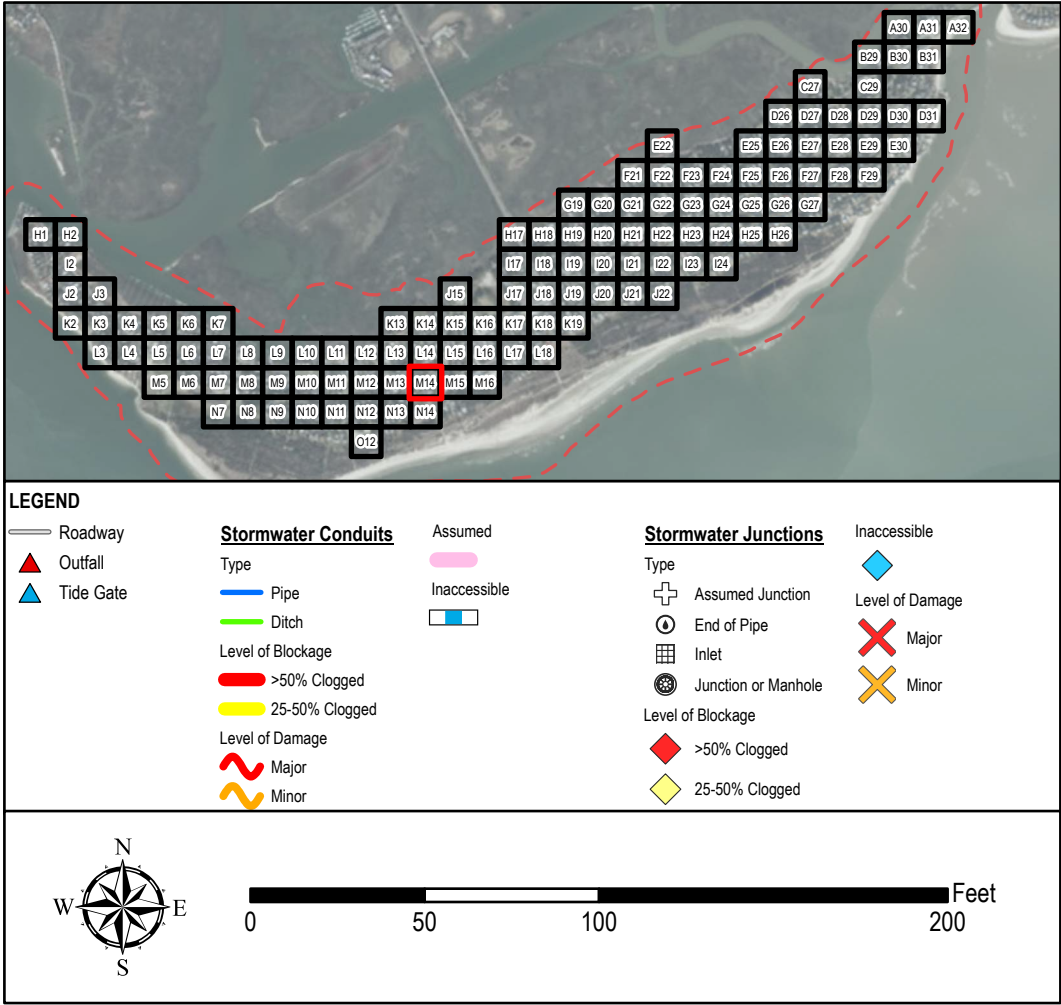 A30 A31 A32
B29 B30 B31
C27 C29
D26 D27 D28 D29 D30 D31
E22 E25 E26 E27 E28 E29 E30
F21 F22 F23 F24 F25 F26 F27 F28 F29
G19 G20 G21 G22 G23 G24 G25 G26 G27
H1 H2 H17 H18 H19 H20 H21 H22 H23 H24 H25 H26
I2 I17 I18 I19 I20 I21 I22 I23 I24
J2 J3 J15 J17 J18 J19 J20 J21 J22
K2 K3 K4 K5 K6 K7 K13 K14 K15 K16 K17 K18 K19
L3 L4 L5 L6 L7 L8 L9 L10 L11 L12 L13 L14 L15 L16 L17 L18
M5 M6 M7 M8 M9 M10 M11 M12 M13 M14 M15 M16
N7 N8 N9 N10 N11 N12 N13 N14
O12
LEGEND
Roadway
Outfall
Tide Gate
Stormwater Conduits
Type
Pipe
Ditch
Level of Blockage
>50% Clogged
25-50% Clogged
Level of Damage
Major
Minor
Assumed
Inaccessible
Stormwater Junctions
Type
Assumed Junction
End of Pipe
Inlet
Junction or Manhole
Level of Blockage
>50% Clogged
25-50% Clogged
Inaccessible
Level of Damage
Major
Minor
N
W E
S
Feet
0 50 100 200